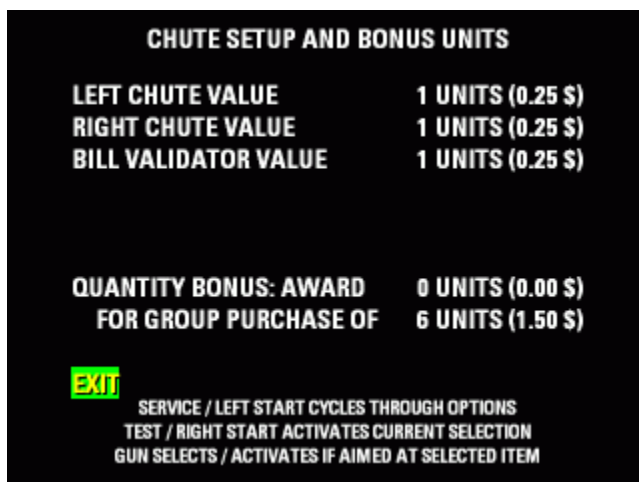 CHUTE SETUP AND BONUS UNITS
LEFT CHUTE VALUE 1 UNITS (0.25 $)
RIGHT CHUTE VALUE 1 UNITS (0.25 $)
BILL VALIDATOR VALUE 1 UNITS (0.25 $)
QUANTITY BONUS: AWARD 0 UNITS (0.00 $)
FOR GROUP PURCHASE OF 6 UNITS (1.50 $)
EXIT
SERVICE / LEFT START CYCLES THROUGH OPTIONS
TEST / RIGHT START ACTIVATES CURRENT SELECTION
GUN SELECTS / ACTIVATES IF AIMED AT SELECTED ITEM